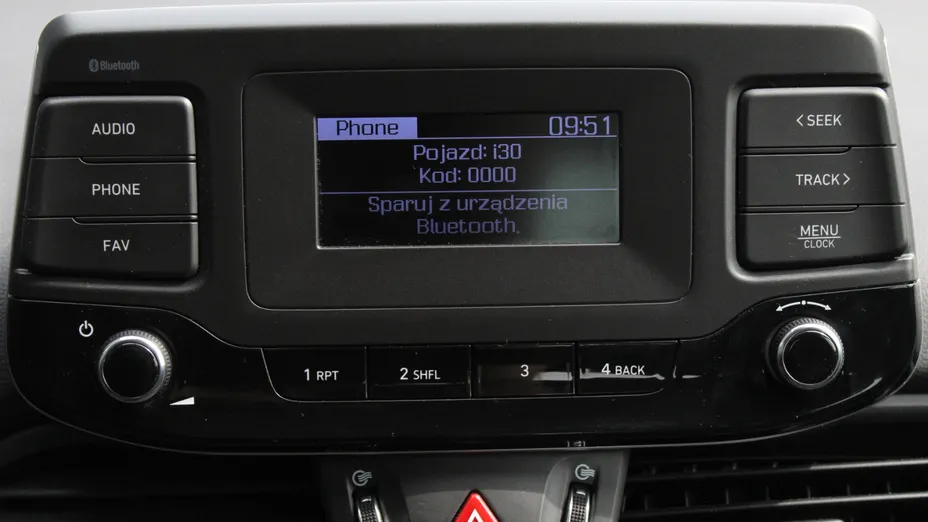 Bluetooth
AUDIO
PHONE
FAV
Phone 09:51
Pojazd: i30
Kod: 0000
Sparuj z urządzenia
Bluetooth.
< SEEK
TRACK >
MENU
CLOCK
1 RPT
2 SHFL
3
4 BACK